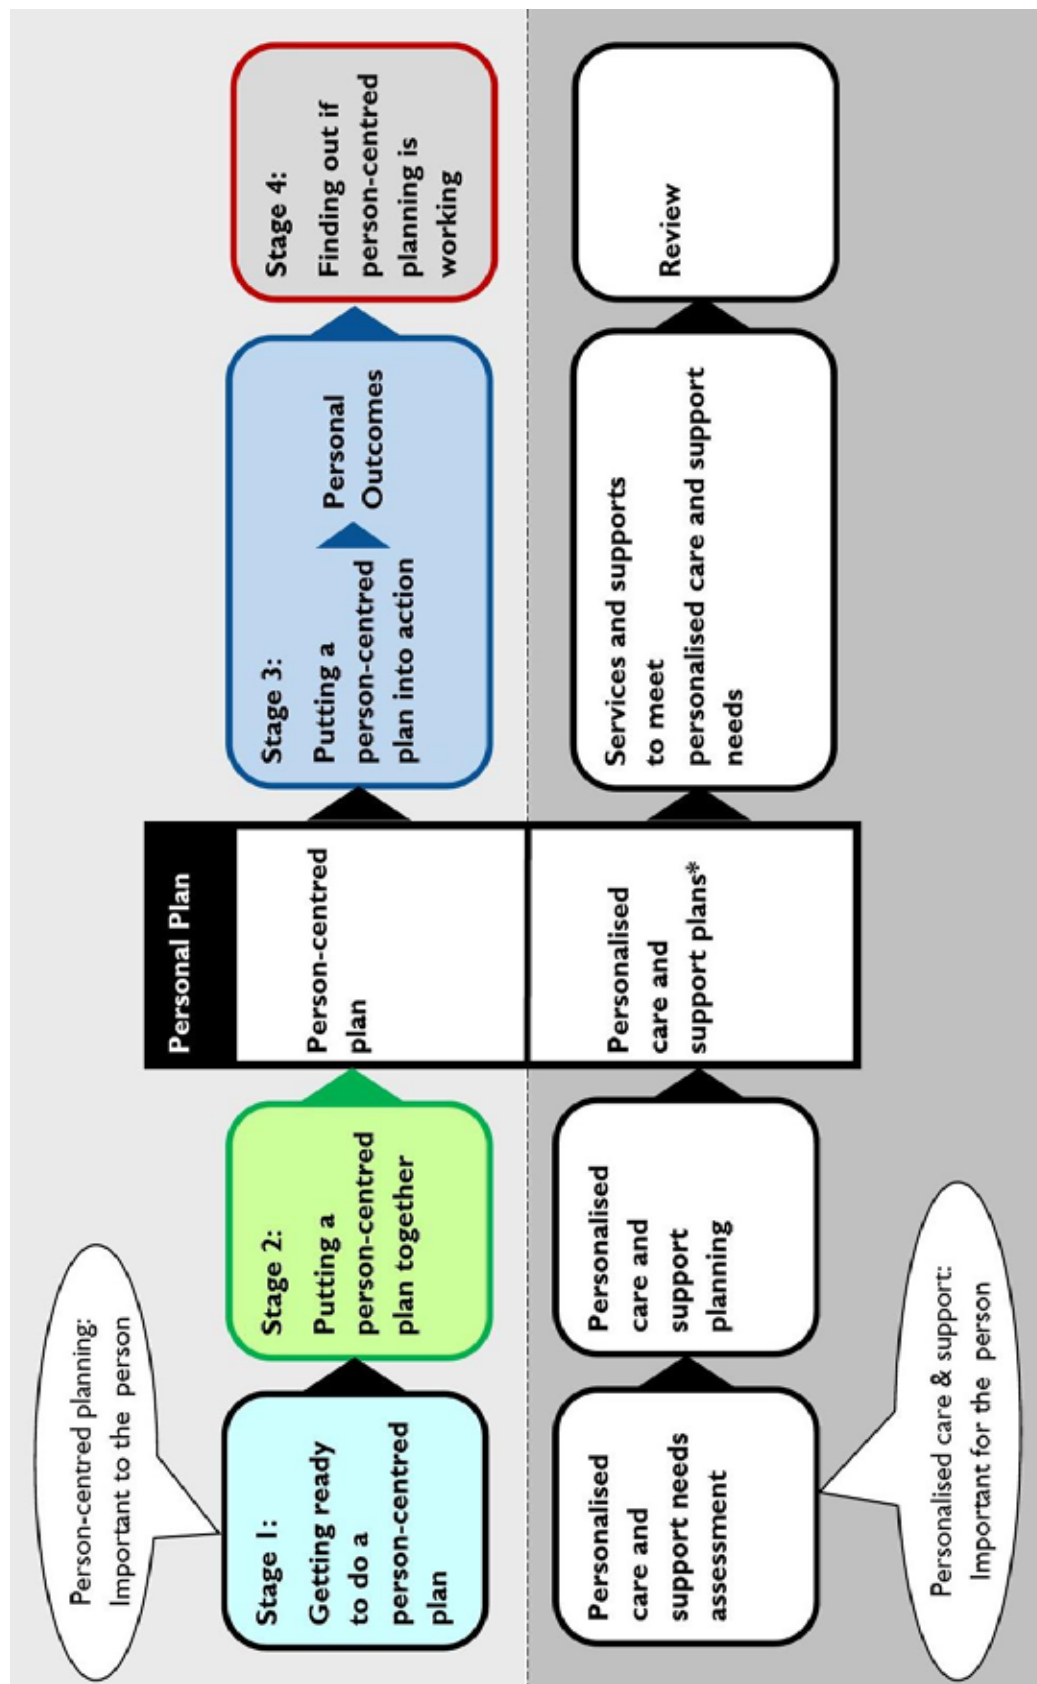 Person-centred planning:
Important to the person
Stage 1:
Getting ready
to do a
person-centred
plan
Stage 2:
Putting a
person-centred
plan together
Personal Plan
Person-centred
plan
Stage 3:
Putting a
person-centred
plan into action
Personal
Outcomes
Stage 4:
Finding out if
person-centred
planning is
working
Personalised
care and
support needs
assessment
Personalised
care and
support
planning
Personalised
care and
support plans*
Services and supports
to meet
personalised care and support
needs
Review
Personalised care & support:
Important for the person